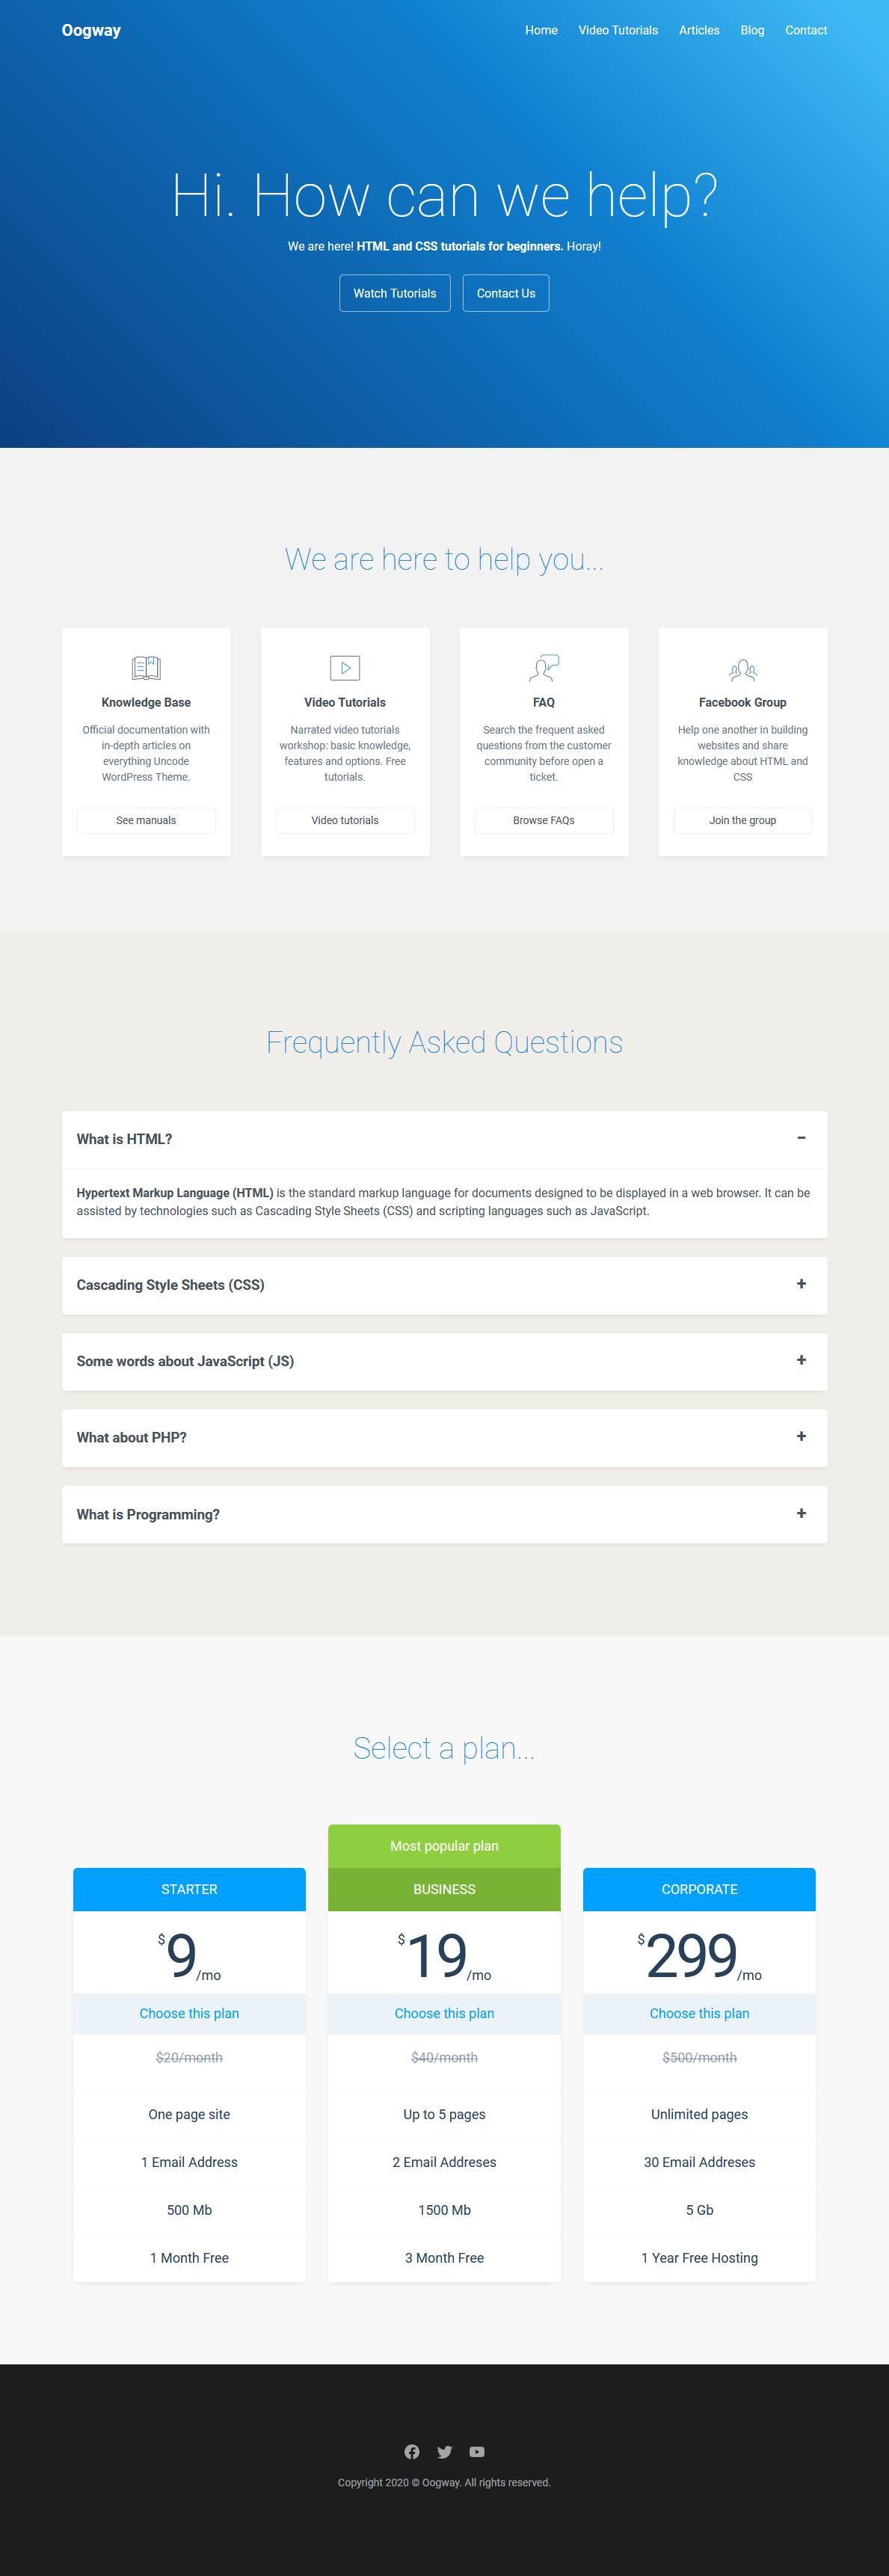 Oogway
Home Video Tutorials Articles Blog Contact
Hi. How can we help?
We are here! HTML and CSS tutorials for beginners. Horay!
Watch Tutorials Contact Us
We are here to help you...
Knowledge Base
Official documentation with
in-depth articles on
everything Uncode
WordPress Theme.
See manuals
Video Tutorials
Narrated video tutorials
workshop: basic knowledge,
features and options. Free
tutorials.
Video tutorials
FAQ
Search the frequent asked
questions from the customer
community before open a
ticket.
Browse FAQs
Facebook Group
Help one another in building
websites and share
knowledge about HTML and
CSS
Join the group
Frequently Asked Questions
What is HTML? −
Hypertext Markup Language (HTML) is the standard markup language for documents designed to be displayed in a web browser. It can be
assisted by technologies such as Cascading Style Sheets (CSS) and scripting languages such as JavaScript.
Cascading Style Sheets (CSS) +
Some words about JavaScript (JS) +
What about PHP? +
What is Programming? +
Select a plan...
STARTER
$9/mo
Choose this plan
$20/month
One page site
1 Email Address
500 Mb
1 Month Free
Most popular plan
BUSINESS
$19/mo
Choose this plan
$40/month
Up to 5 pages
2 Email Addreses
1500 Mb
3 Month Free
CORPORATE
$299/mo
Choose this plan
$500/month
Unlimited pages
30 Email Addreses
5 Gb
1 Year Free Hosting
Copyright 2020 © Oogway. All rights reserved.